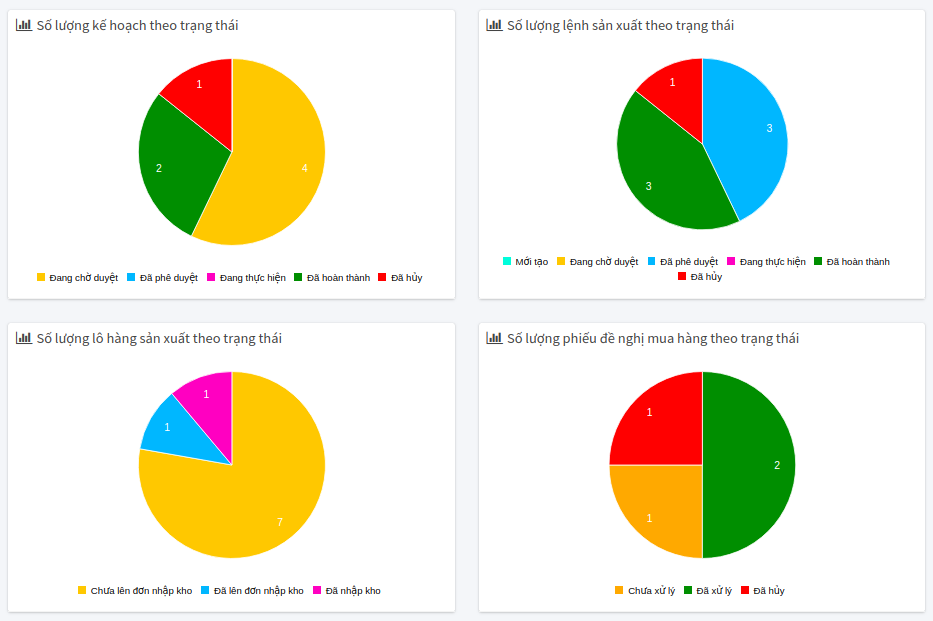 Số lượng kế hoạch theo trạng thái
1
4
2
Đang chờ duyệt Đã phê duyệt Đang thực hiện Đã hoàn thành Đã hủy
Số lượng lệnh sản xuất theo trạng thái
1
3
3
Mới tạo Đang chờ duyệt Đã phê duyệt Đang thực hiện Đã hoàn thành
Đã hủy
Số lượng lô hàng sản xuất theo trạng thái
1
1
7
Chưa lên đơn nhập kho Đã lên đơn nhập kho Đã nhập kho
Số lượng phiếu đề nghị mua hàng theo trạng thái
1
2
1
Chưa xử lý Đã xử lý Đã hủy